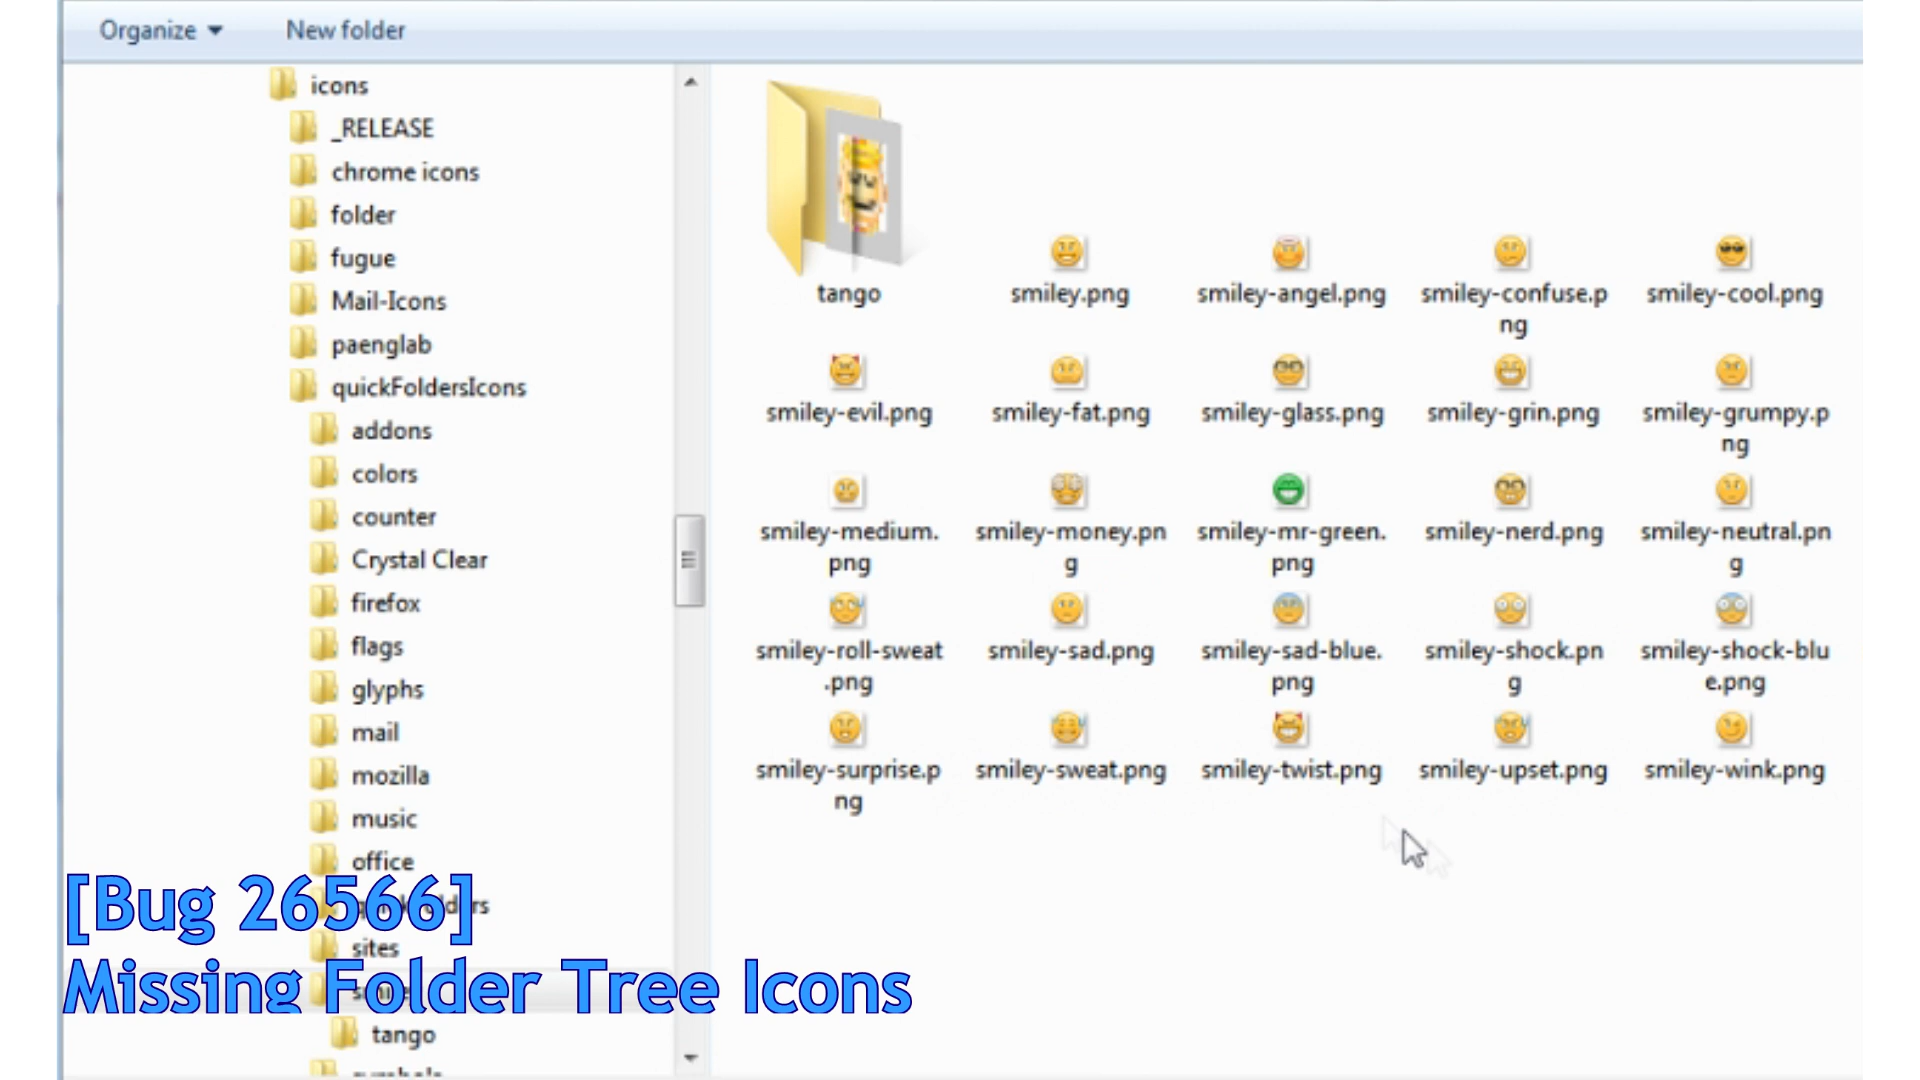 Organize
New folder
icons
_RELEASE
chrome icons
folder
fugue
Mail-Icons
paenglab
quickFoldersIcons
addons
colors
counter
Crystal Clear
firefox
flags
glyphs
mail
mozilla
music
office
sites
tango
tango
smiley.png
smiley-angel.png
smiley-confuse.p
ng
smiley-cool.png
smiley-evil.png
smiley-fat.png
smiley-glass.png
smiley-grin.png
smiley-grumpy.p
ng
smiley-medium.
png
smiley-money.pn
g
smiley-mr-green.
png
smiley-nerd.png
smiley-neutral.pn
g
smiley-roll-sweat
.png
smiley-sad.png
smiley-sad-blue.
png
smiley-shock.pn
g
smiley-shock-blu
e.png
smiley-surprise.p
ng
smiley-sweat.png
smiley-twist.png
smiley-upset.png
smiley-wink.png
[Bug 26566]
Missing Folder Tree Icons